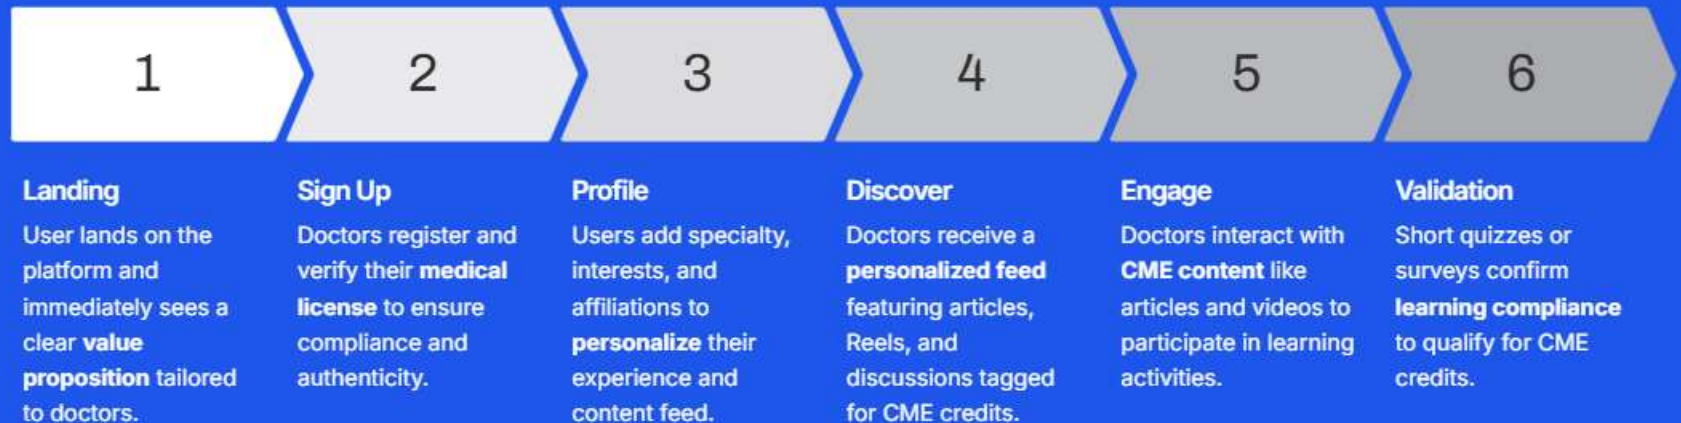 1
2
3
4
5
6
Landing
User lands on the
platform and
immediately sees a
clear value
proposition tailored
to doctors.
Sign Up
Doctors register and
verify their medical
license to ensure
compliance and
authenticity.
Profile
Users add specialty,
interests, and
affiliations to
personalize their
experience and
content feed.
Discover
Doctors receive a
personalized feed
featuring articles,
Reels, and
discussions tagged
for CME credits.
Engage
Doctors interact with
CME content like
articles and videos to
participate in learning
activities.
Validation
Short quizzes or
surveys confirm
learning compliance
to qualify for CME
credits.